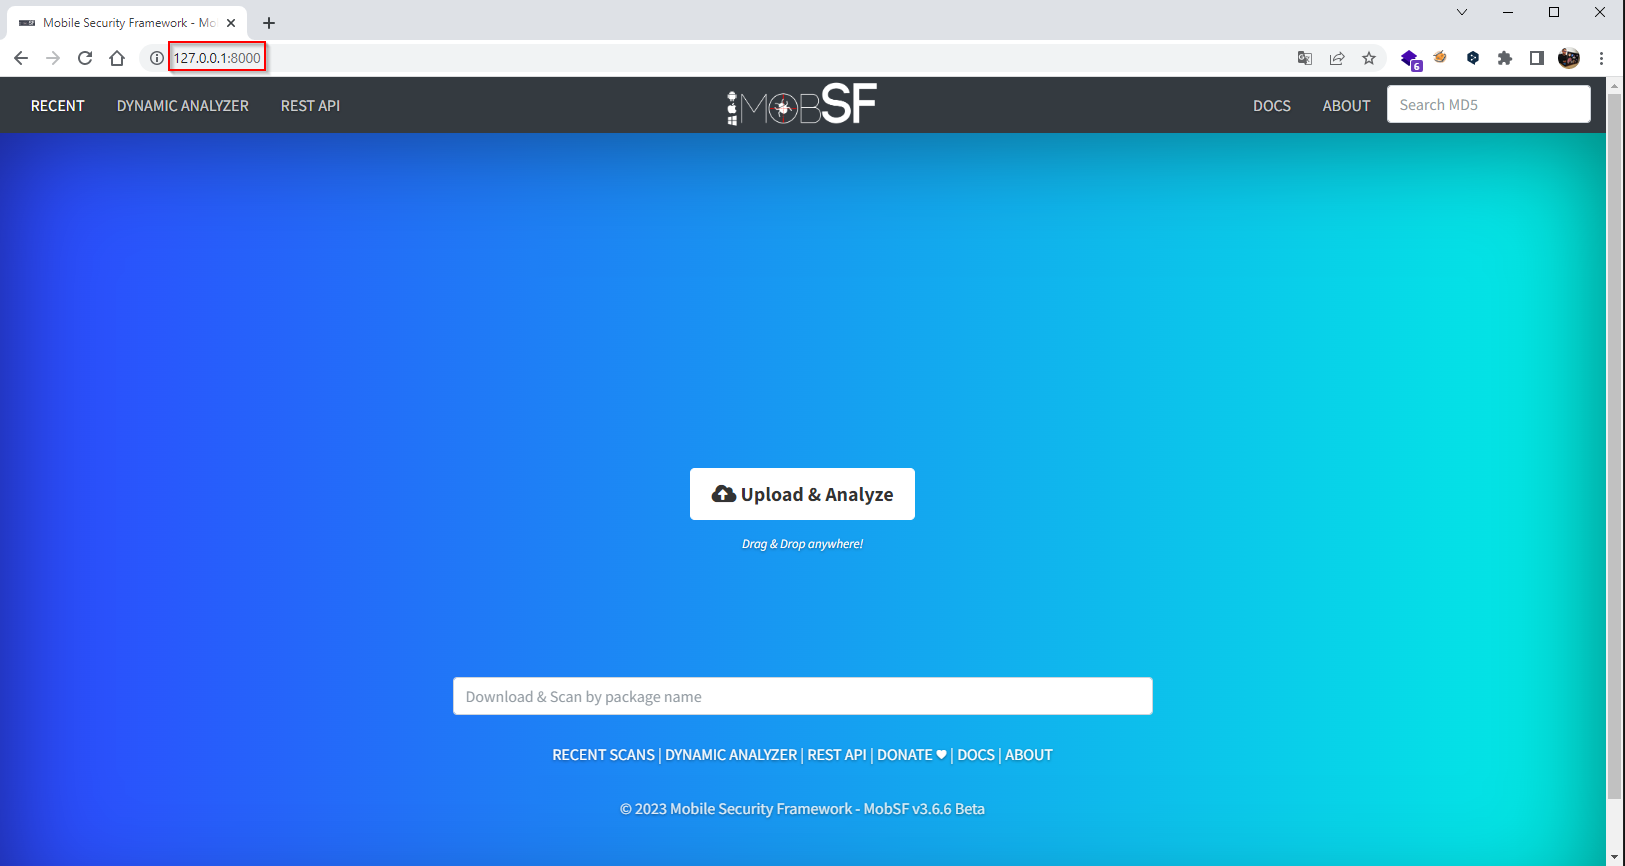 Mobile Security Framework - Mo
127.0.0.1:8000
6
RECENT DYNAMIC ANALYZER REST API MOBSF DOCS ABOUT Search MD5
Upload & Analyze
Drag & Drop anywhere!
Download & Scan by package name
RECENT SCANS | DYNAMIC ANALYZER | REST API | DONATE ♥ | DOCS | ABOUT
© 2023 Mobile Security Framework - MobSF v3.6.6 Beta